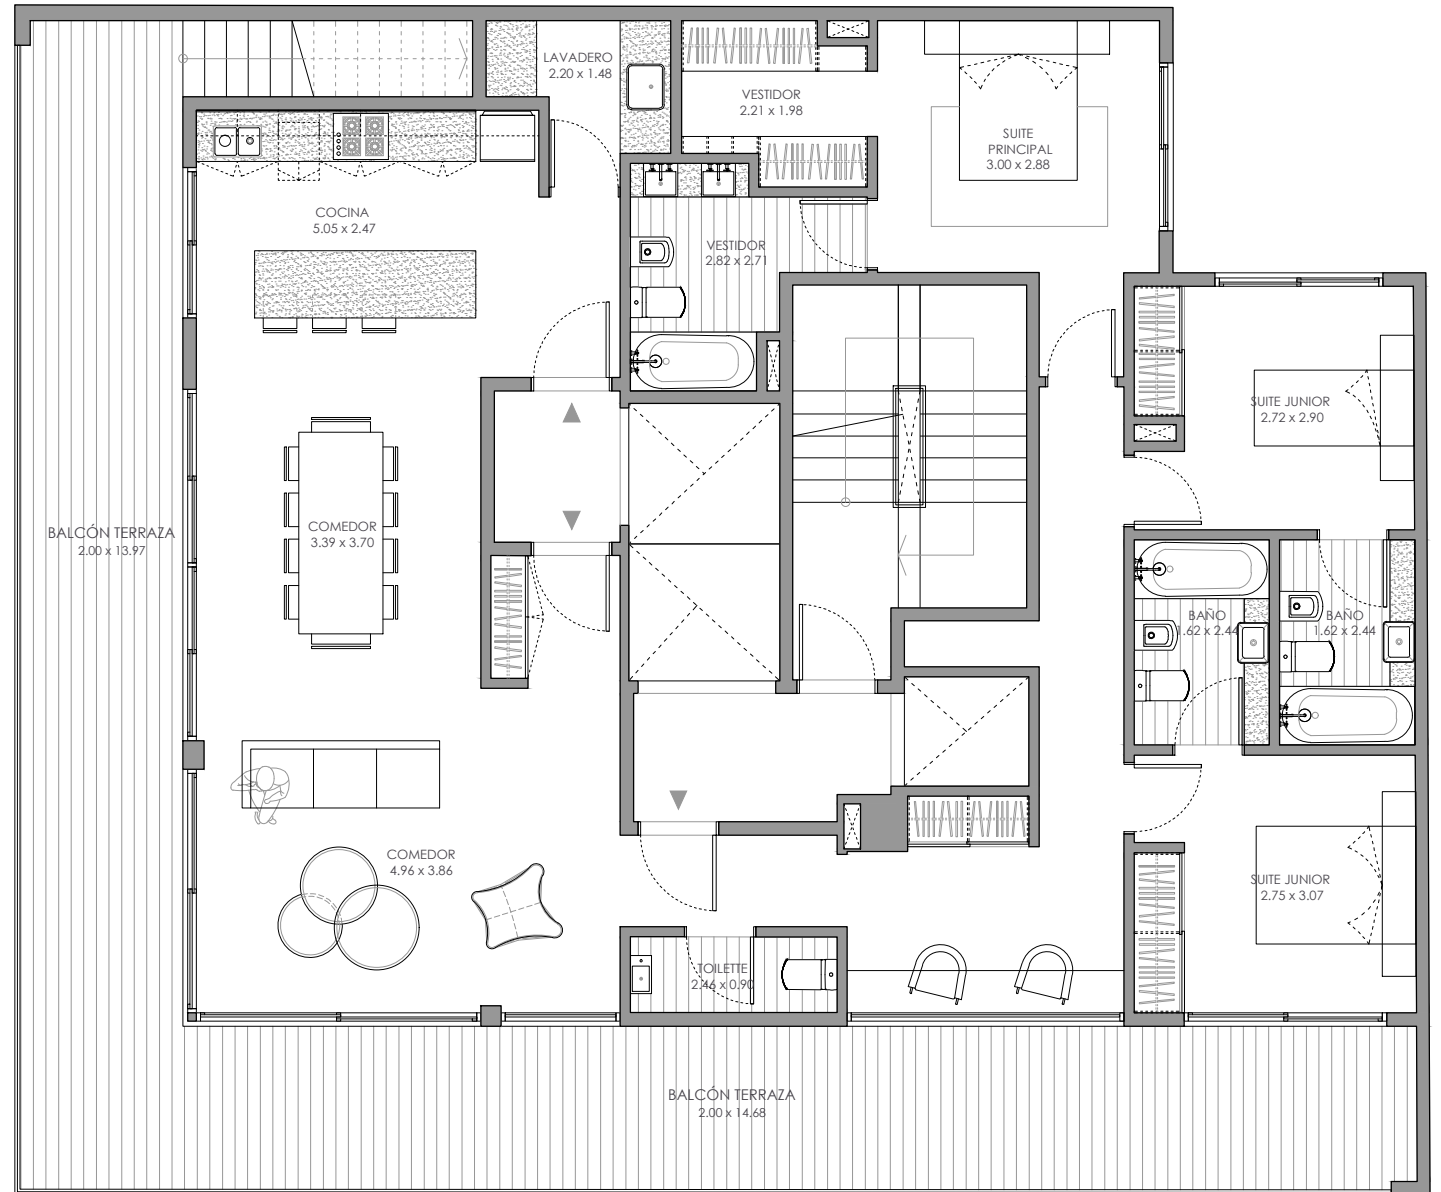 LAVADERO
2.20 x 1.48
VESTIDOR
2.21 x 1.98
SUITE
PRINCIPAL
3.00 x 2.88
COCINA
5.05 x 2.47
VESTIDOR
2.82 x 2.71
SUITE JUNIOR
2.72 x 2.90
BALCÓN TERRAZA
2.00 x 13.97
COMEDOR
3.39 x 3.70
BAÑO
1.62 x 2.44
BAÑO
1.62 x 2.44
COMEDOR
4.96 x 3.86
SUITE JUNIOR
2.75 x 3.07
TOILETTE
2.46 x 0.90
BALCÓN TERRAZA
2.00 x 14.68